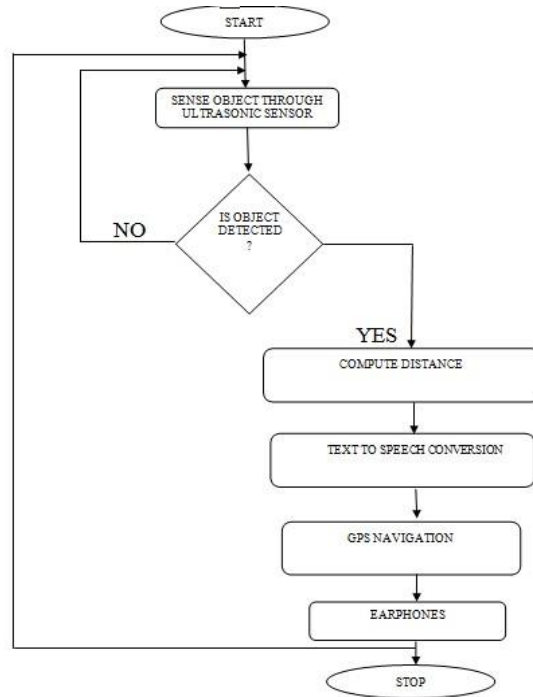 START
SENSE OBJECT THROUGH
ULTRASONIC SENSOR
IS OBJECT
DETECTED
?
NO
YES
COMPUTE DISTANCE
TEXT TO SPEECH CONVERSION
GPS NAVIGATION
EARPHONES
STOP